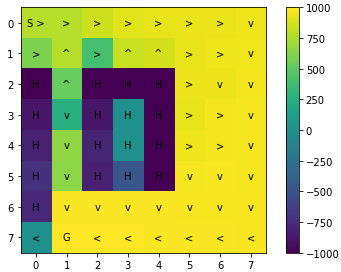 0 S > > > > > > > v 1000
1 > ^ > ^ ^ > > v 750
2 H ^ H H H > > v 500
3 H v H H H > > v 250
4 H v H H H > > v 0
5 H v H H H v v v −250
6 H v v v v v v v −500
7 < G < < < < < < −750
0 1 2 3 4 5 6 7 −1000